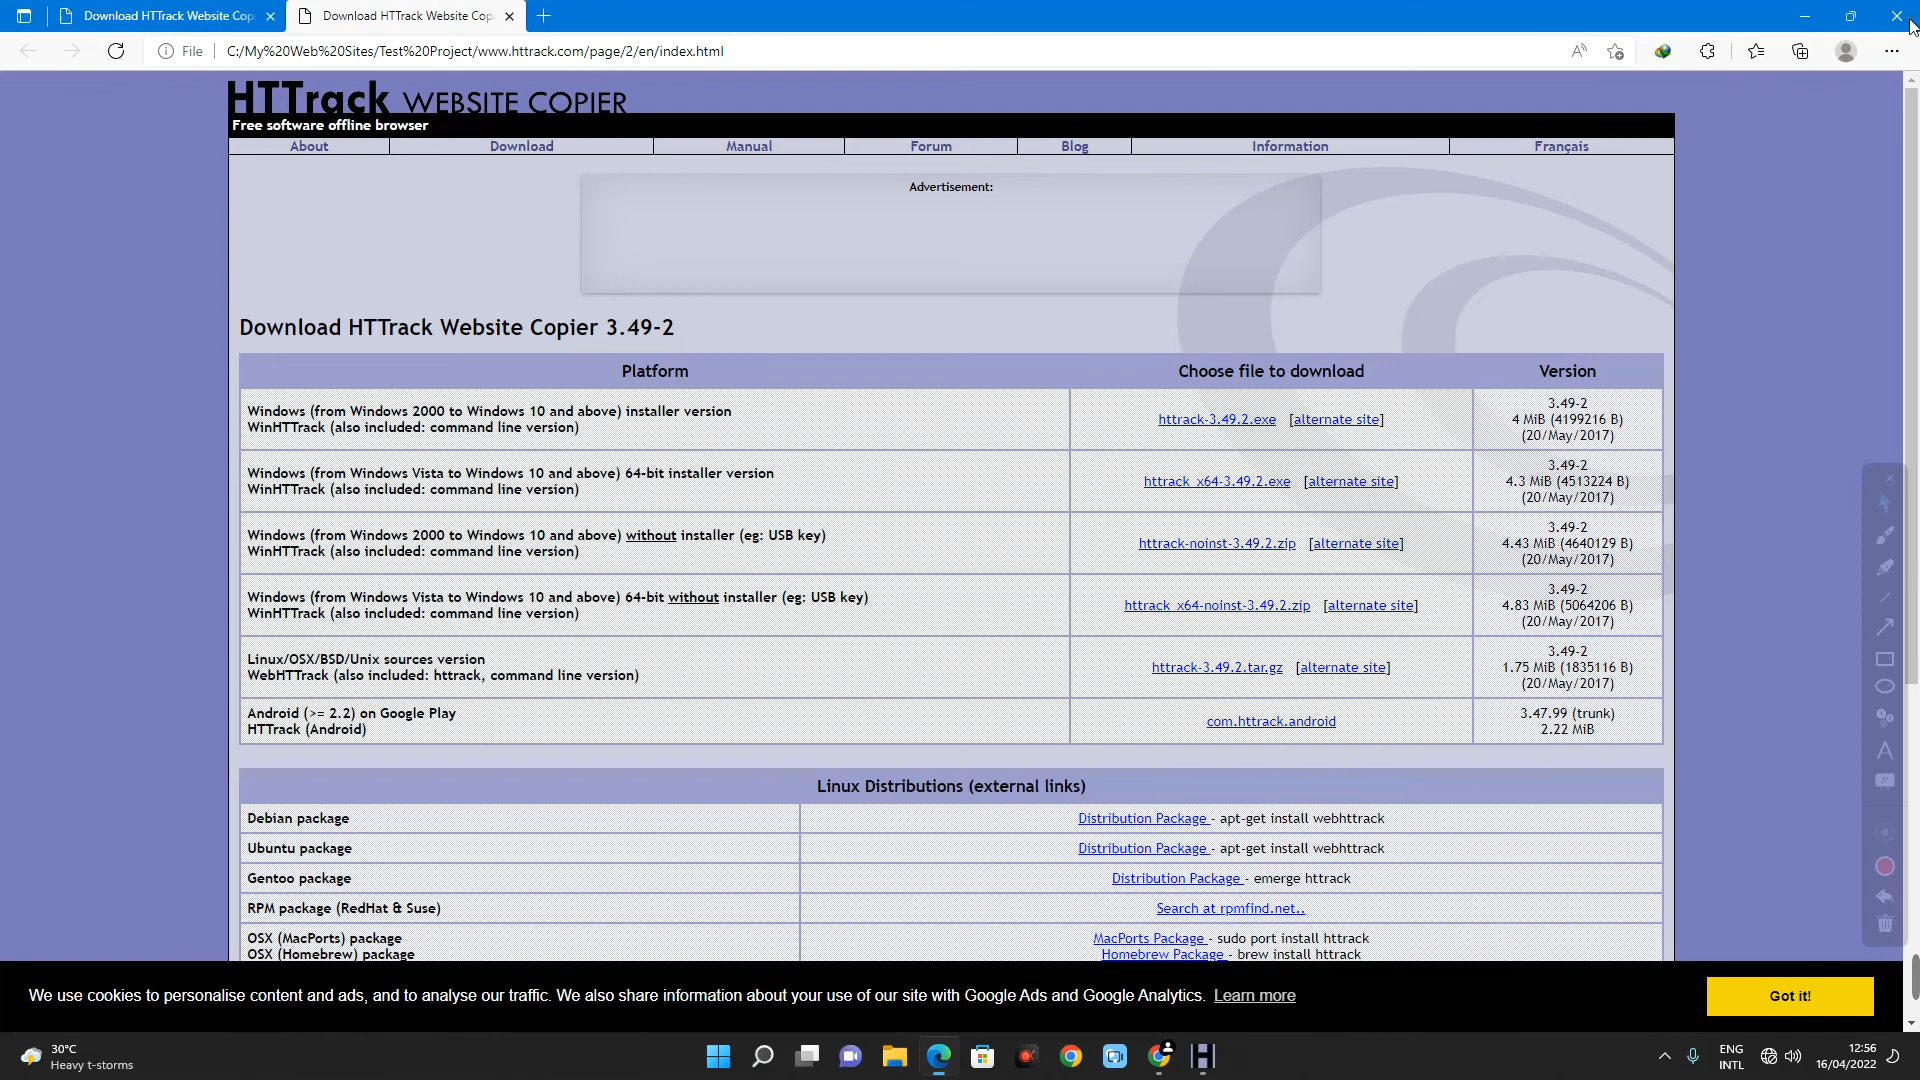 Download HTTrack Website Cop
Download HTTrack Website Cop
File
C:/My%20Web%20Sites/Test%20Project/www.httrack.com/page/2/en/index.html
HTTrack WEBSITE COPIER
Free software offline browser
About Download Manual Forum Blog Information Français
Advertisement:
Download HTTrack Website Copier 3.49-2
Platform Choose file to download Version
Windows (from Windows 2000 to Windows 10 and above) installer version
WinHTTrack (also included: command line version)
httrack-3.49.2.exe [alternate site]
3.49-2
4 MiB (4199216 B)
(20/May/2017)
Windows (from Windows Vista to Windows 10 and above) 64-bit installer version
WinHTTrack (also included: command line version)
httrack_x64-3.49.2.exe [alternate site]
3.49-2
4.3 MiB (4513224 B)
(20/May/2017)
Windows (from Windows 2000 to Windows 10 and above) without installer (eg: USB key)
WinHTTrack (also included: command line version)
httrack-noinst-3.49.2.zip [alternate site]
3.49-2
4.43 MiB (4640129 B)
(20/May/2017)
Windows (from Windows Vista to Windows 10 and above) 64-bit without installer (eg: USB key)
WinHTTrack (also included: command line version)
httrack_x64-noinst-3.49.2.zip [alternate site]
3.49-2
4.83 MiB (5064206 B)
(20/May/2017)
Linux/OSX/BSD/Unix sources version
WebHTTrack (also included: httrack, command line version)
httrack-3.49.2.tar.gz [alternate site]
3.49-2
1.75 MiB (1835116 B)
(20/May/2017)
Android (>= 2.2) on Google Play
HTTrack (Android)
com.httrack.android
3.47.99 (trunk)
2.22 MiB
Linux Distributions (external links)
Debian package Distribution Package - apt-get install webhttrack
Ubuntu package Distribution Package - apt-get install webhttrack
Gentoo package Distribution Package - emerge httrack
RPM package (RedHat & Suse) Search at rpmfind.net..
OSX (MacPorts) package MacPorts Package - sudo port install httrack
OSX (Homebrew) package Homebrew Package - brew install httrack
We use cookies to personalise content and ads, and to analyse our traffic. We also share information about your use of our site with Google Ads and Google Analytics. Learn more
Got it!
30°C
Heavy t-storms
ENG
INTL
12:56
16/04/2022